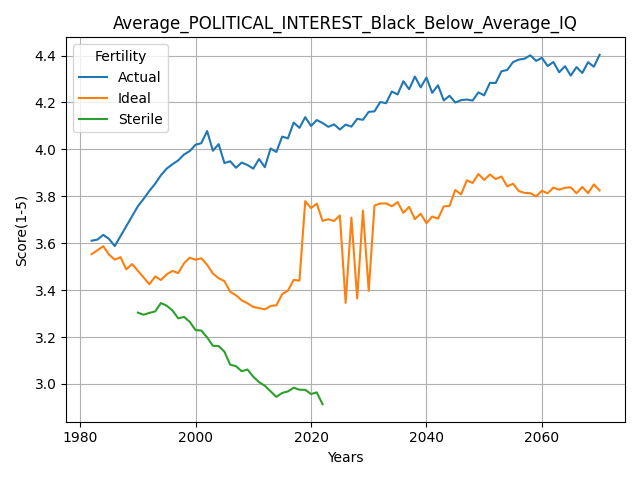 Average_POLITICAL_INTEREST_Black_Below_Average_IQ
Fertility
Actual
Ideal
Sterile
Score(1-5)
4.4
4.2
4.0
3.8
3.6
3.4
3.2
3.0
1980 2000 2020 2040 2060
Years